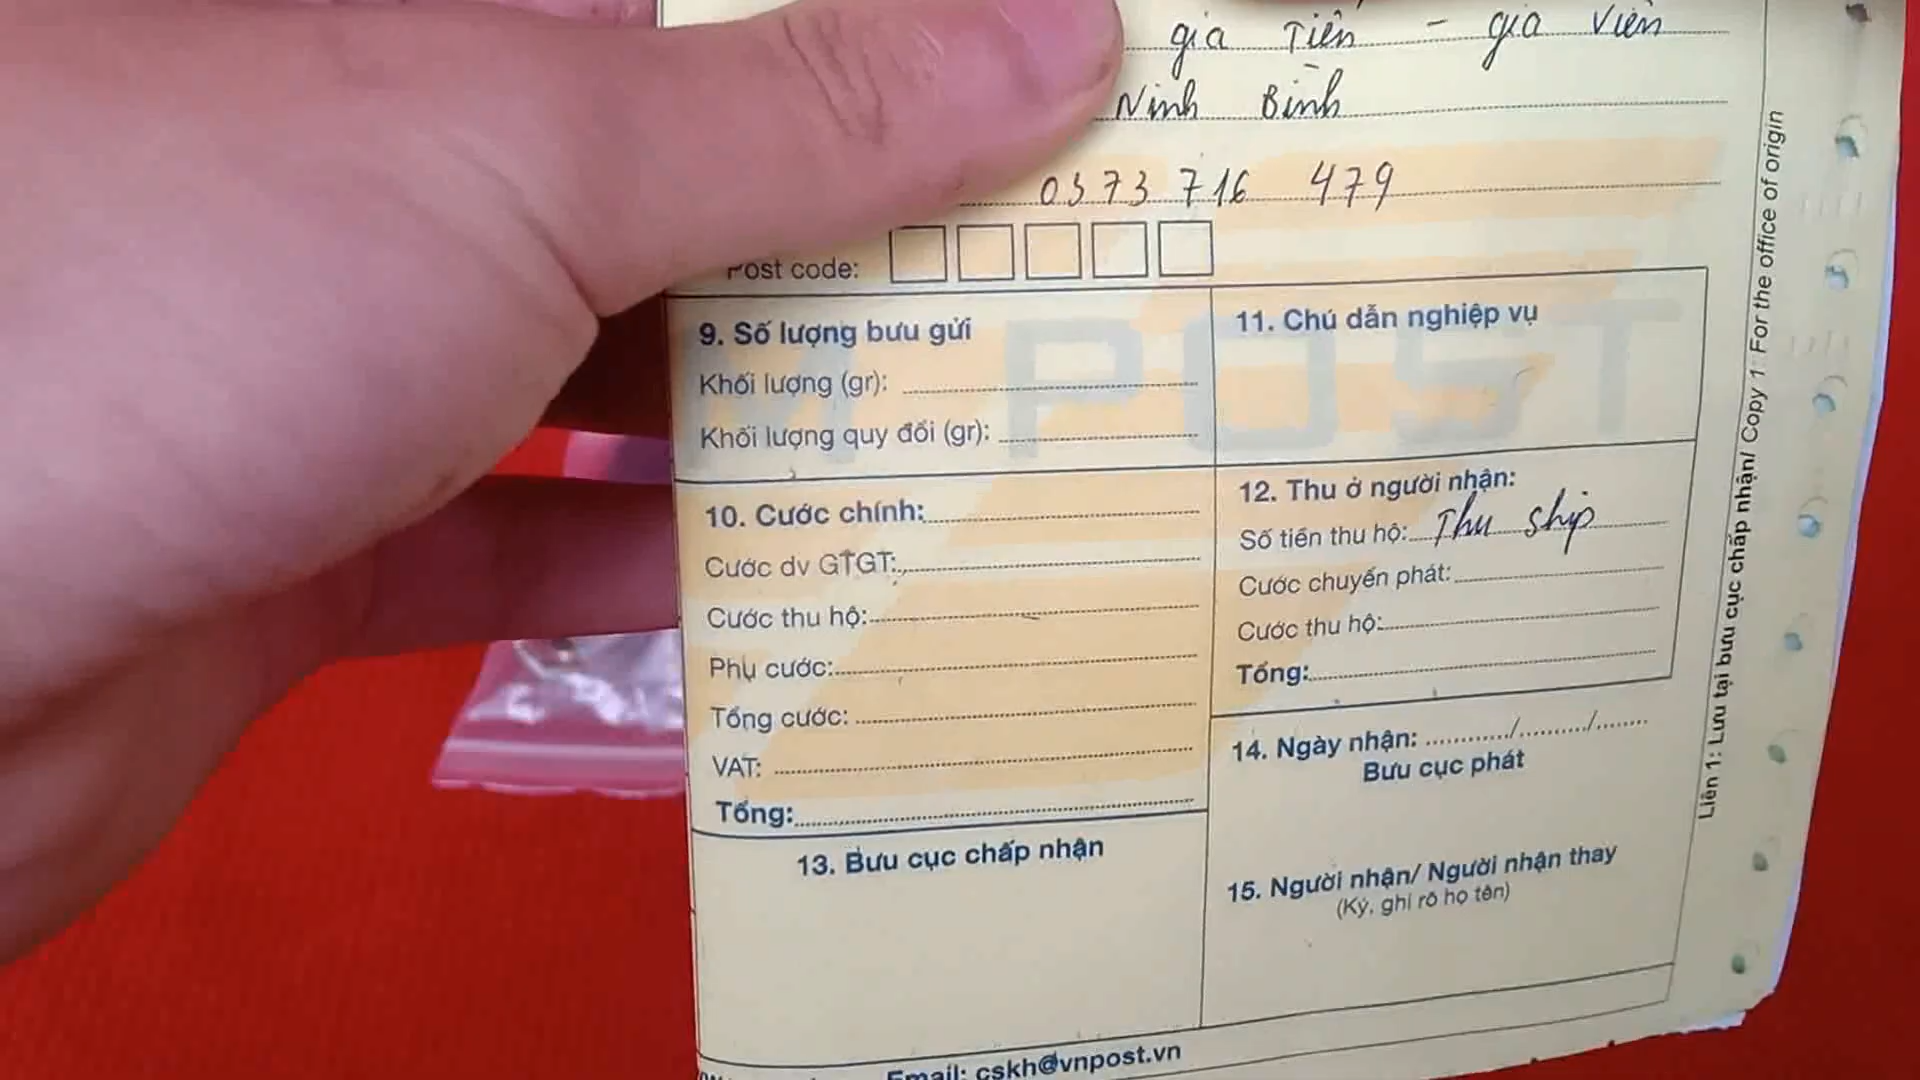 gia Tiến - gia Viễn
Ninh Bình
0373 716 479
Post code:
9. Số lượng bưu gửi
Khối lượng (gr):
Khối lượng quy đổi (gr):
11. Chú dẫn nghiệp vụ
M POST
10. Cước chính:
Cước dv GTGT:
Cước thu hộ:
Phụ cước:
Tổng cước:
VAT:
Tổng:
12. Thu ở người nhận:
Số tiền thu hộ: Thu ship
Cước chuyển phát:
Cước thu hộ:
Tổng:
13. Bưu cục chấp nhận
14. Ngày nhận: ............/............/........
Bưu cục phát
15. Người nhận/ Người nhận thay
(Ký, ghi rõ họ tên)
Email: cskh@vnpost.vn
Liên 1: Lưu tại bưu cục chấp nhận/ Copy 1: For the office of origin